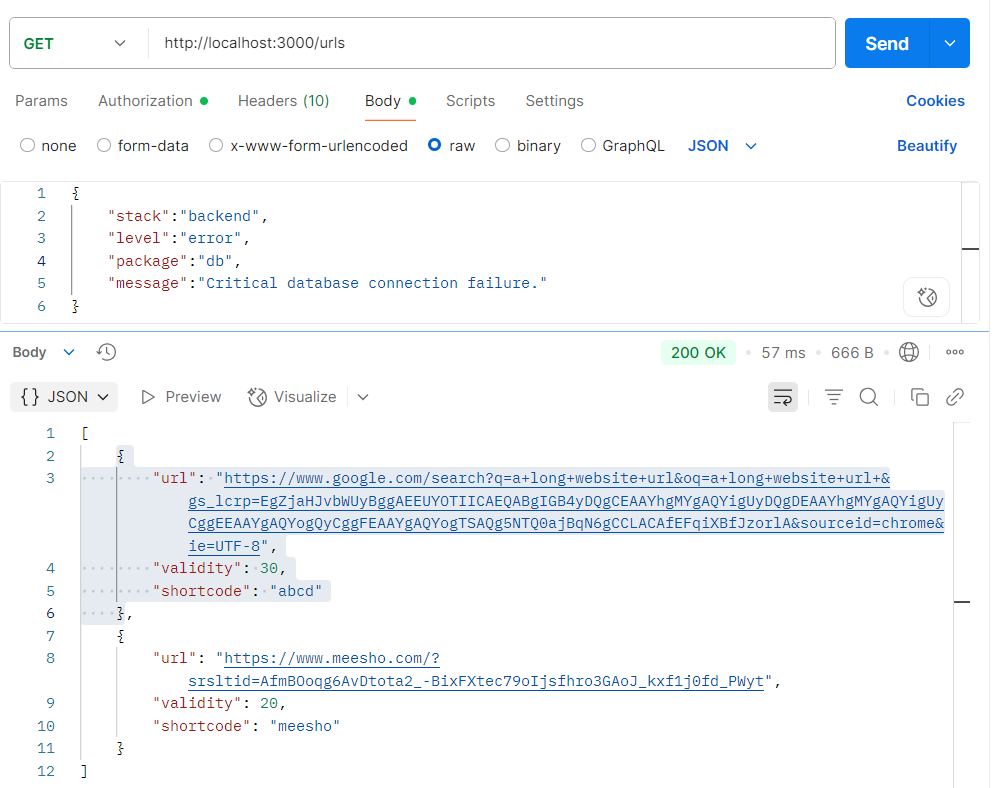 GET http://localhost:3000/urls Send
Params Authorization Headers (10) Body Scripts Settings Cookies
none form-data x-www-form-urlencoded raw binary GraphQL JSON Beautify
1 {
2 "stack":"backend",
3 "level":"error",
4 "package":"db",
5 "message":"Critical database connection failure."
6 }
Body 200 OK • 57 ms • 666 B •
{} JSON Preview Visualize
1 [
2 {
3 "url": "https://www.google.com/search?q=a+long+website+url&oq=a+long+website+url+&
gs_lcrp=EgZjaHJvbWUyBggAEEUYOTIICAEQABgIGB4yDQgCEAAYhgMYgAQYigUyDQgDEAAYhgMYgAQYigUy
CggEEAAYgAQYogQyCggFEAAYgAQYogTSAQg5NTQ0ajBqN6gCCLACAfEFqiXBfJzorlA&sourceid=chrome&
ie=UTF-8",
4 "validity": 30,
5 "shortcode": "abcd"
6 },
7 {
8 "url": "https://www.meesho.com/?
srsltid=AfmBOoqg6AvDtota2_-BixFXtec79oIjsfhro3GAoJ_kxf1j0fd_PWyt",
9 "validity": 20,
10 "shortcode": "meesho"
11 }
12 ]